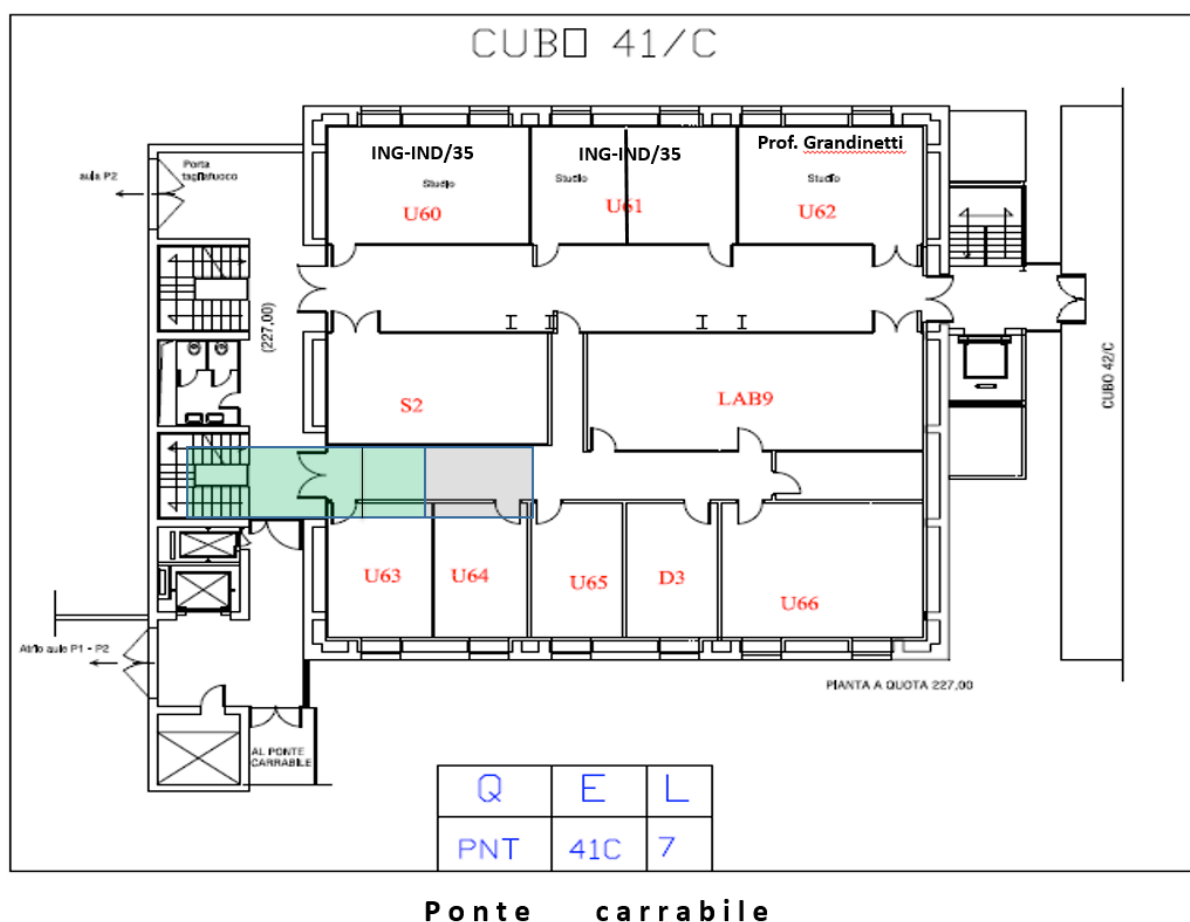 CUBO 41/C
ING-IND/35
ING-IND/35
Prof. Grandinetti
Porta
tagliafuoco
aula P2
Studio
Studio
Studio
U60
U61
U62
(227,00)
S2
LAB9
CUBO 42/C
U63
U64
U65
D3
U66
Atrio aule P1 - P2
PIANTA A QUOTA 227,00
AL PONTE
CARRABILE
Q E L
PNT 41C 7
Ponte carrabile